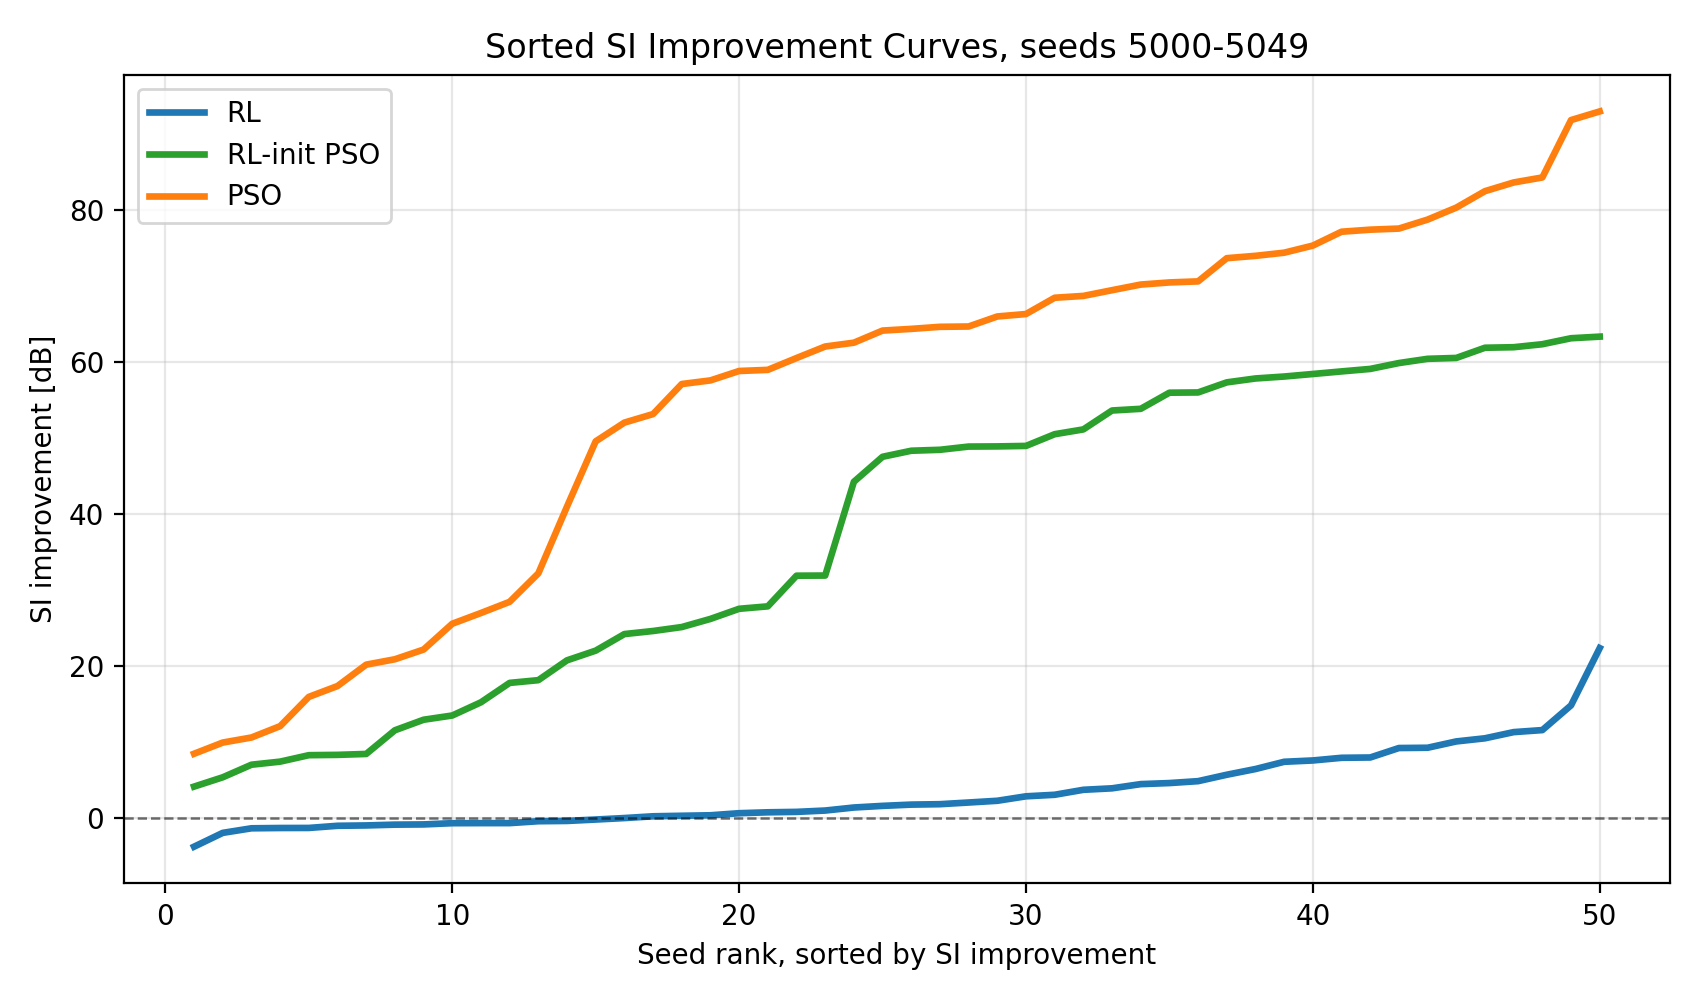 Sorted SI Improvement Curves, seeds 5000-5049
RL
RL-init PSO
PSO
SI improvement [dB]
80
60
40
20
0
0 10 20 30 40 50
Seed rank, sorted by SI improvement